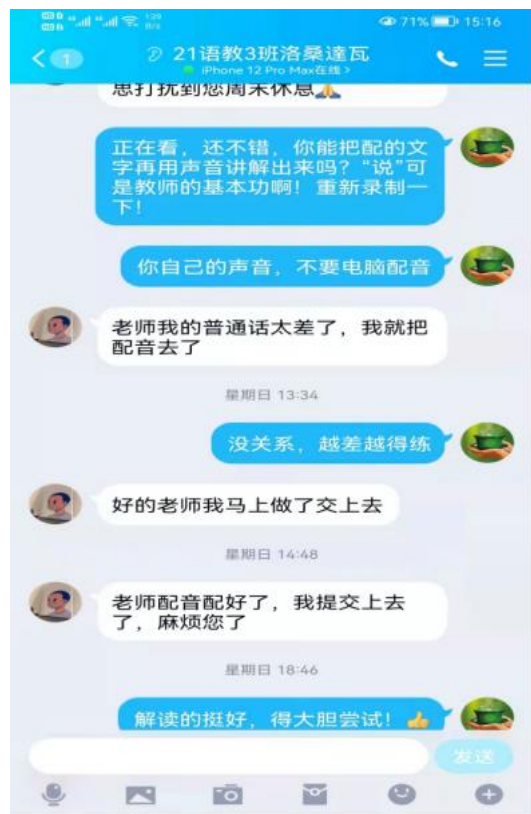 71% 15:16
1
21语教3班洛桑達瓦
iPhone 12 Pro Max在线>
思打扰到您周末休息🙏
正在看，还不错，你能把配的文
字再用声音讲解出来吗？“说”可
是教师的基本功啊！重新录制一
下！
你自己的声音，不要电脑配音
老师我的普通话太差了，我就把
配音去了
星期日 13:34
没关系，越差越得练
好的老师我马上做了交上去
星期日 14:48
老师配音配好了，我提交上去
了，麻烦您了
星期日 18:46
解读的挺好，得大胆尝试！👍
发送